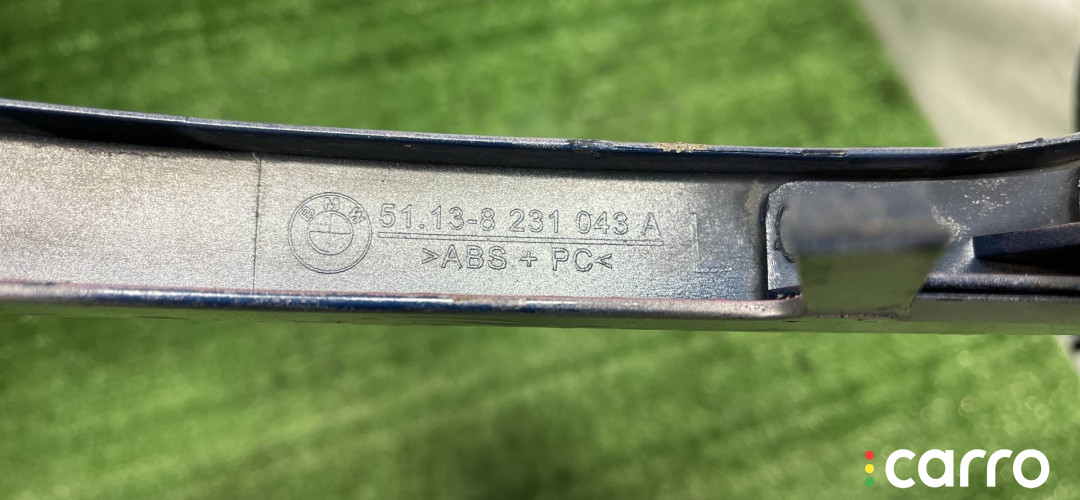 BMW
51.13-8 231 043 A
>ABS + PC<
L
carro